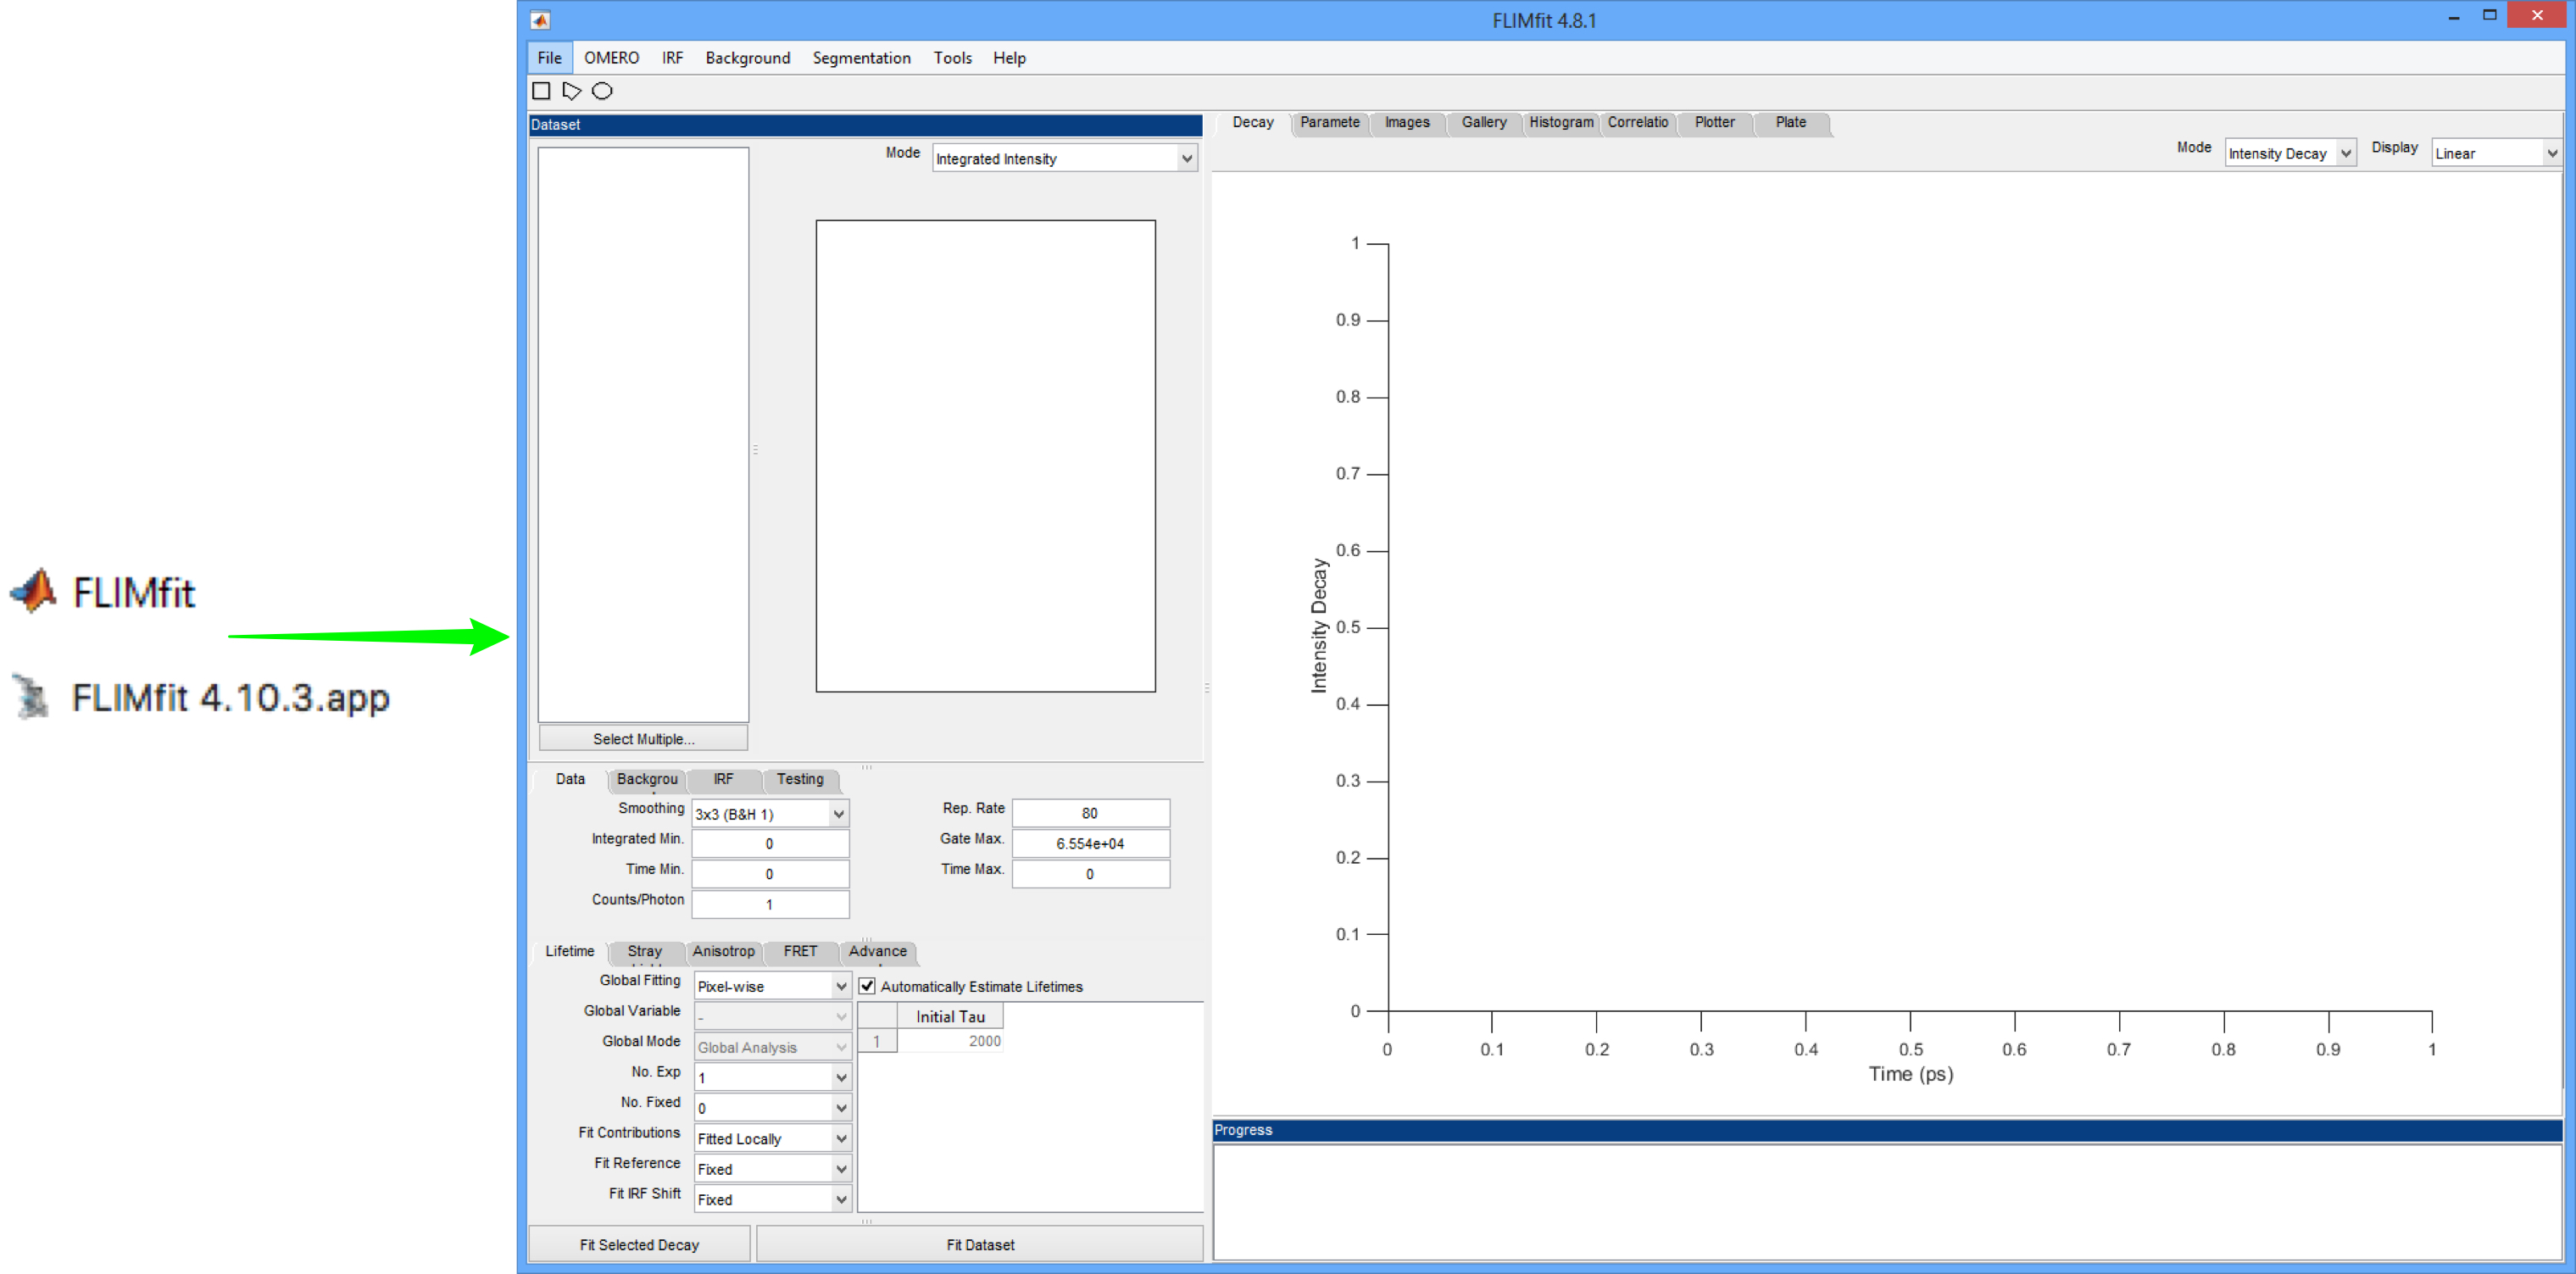 FLIMfit
FLIMfit 4.10.3.app
FLIMfit 4.8.1
File OMERO IRF Background Segmentation Tools Help
Dataset
Mode Integrated Intensity
Select Multiple...
Data Backgrou IRF Testing
Smoothing 3x3 (B&H 1) Rep. Rate 80
Integrated Min. 0 Gate Max. 6.554e+04
Time Min. 0 Time Max. 0
Counts/Photon 1
Lifetime Stray Anisotrop FRET Advance
Global Fitting Pixel-wise Automatically Estimate Lifetimes
Global Variable - Initial Tau
Global Mode Global Analysis 1 2000
No. Exp 1
No. Fixed 0
Fit Contributions Fitted Locally
Fit Reference Fixed
Fit IRF Shift Fixed
Fit Selected Decay Fit Dataset
Decay Paramete Images Gallery Histogram Correlatio Plotter Plate
Mode Intensity Decay Display Linear
1
0.9
0.8
0.7
0.6
0.5
0.4
0.3
0.2
0.1
0
Intensity Decay
0 0.1 0.2 0.3 0.4 0.5 0.6 0.7 0.8 0.9 1
Time (ps)
Progress